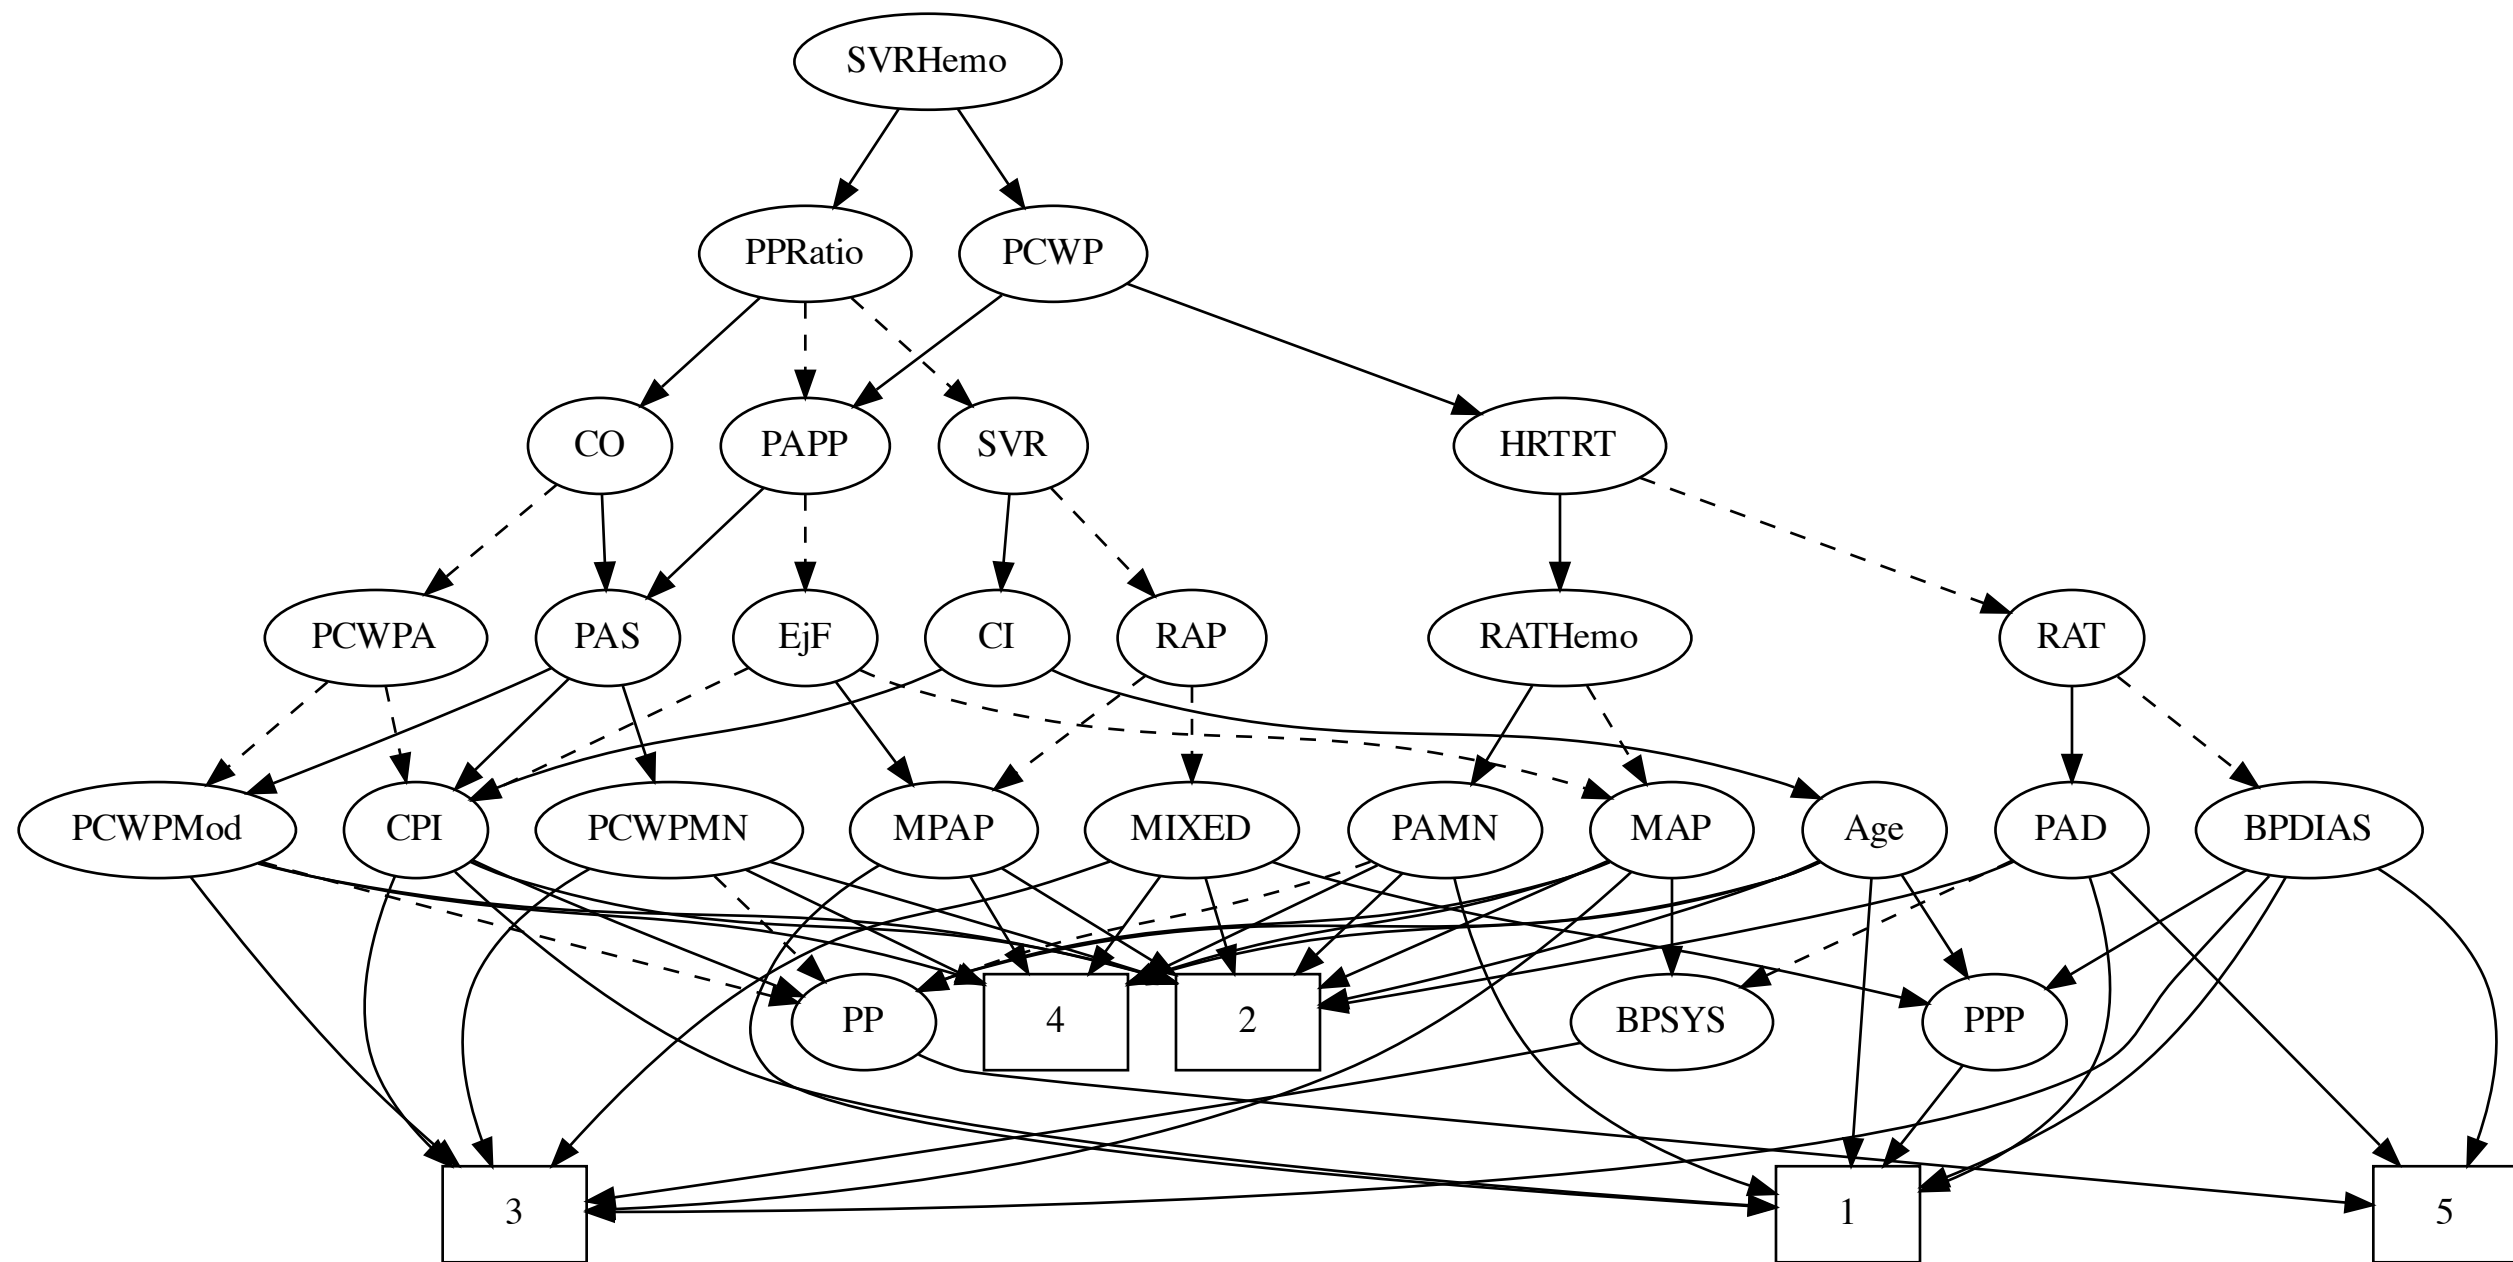 SVRHemo
PPRatio
PCWP
CO
PAPP
SVR
HRTRT
PCWPA
PAS
EjF
CI
RAP
RATHemo
RAT
PCWPMod
CPI
PCWPMN
MPAP
MIXED
PAMN
MAP
Age
PAD
BPDIAS
PP
4
2
BPSYS
PPP
3
1
5